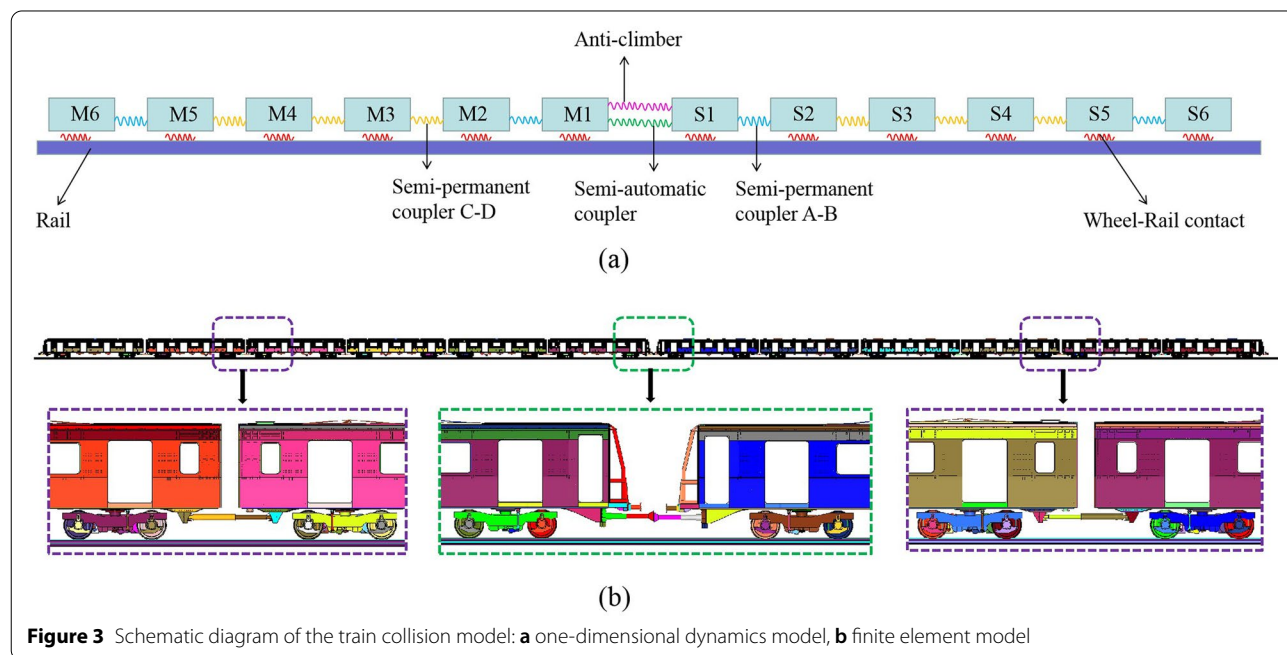 Anti-climber
M6 M5 M4 M3 M2 M1 S1 S2 S3 S4 S5 S6
Rail
Semi-permanent
coupler C-D
Semi-automatic
coupler
Semi-permanent
coupler A-B
Wheel-Rail contact
(a)
(b)
Figure 3 Schematic diagram of the train collision model: a one-dimensional dynamics model, b finite element model